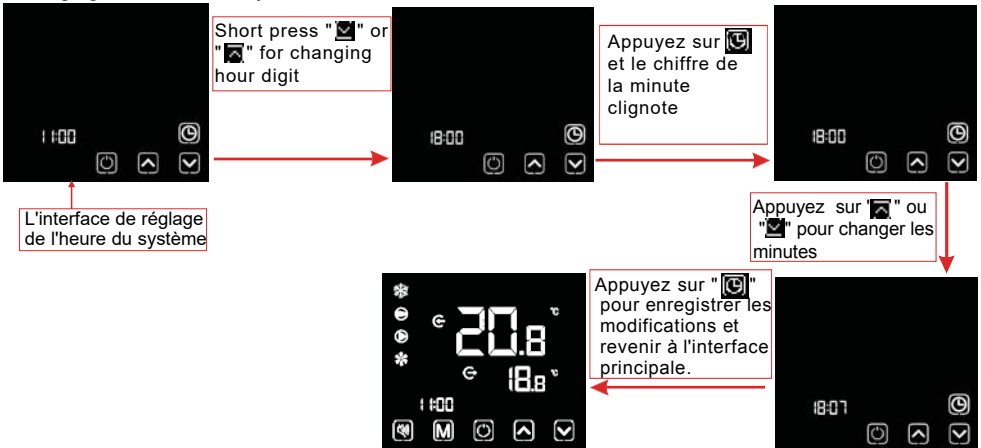 Short press " " or
" " for changing
hour digit
Appuyez sur
et le chiffre de
la minute
clignote
11:00
18:00
18:00
L'interface de réglage
de l'heure du système
Appuyez sur " " ou
" " pour changer les
minutes
Appuyez sur " "
pour enregistrer les
modifications et
revenir à l'interface
principale.
20.8 °C
18.8 °C
11:00
M
18:07